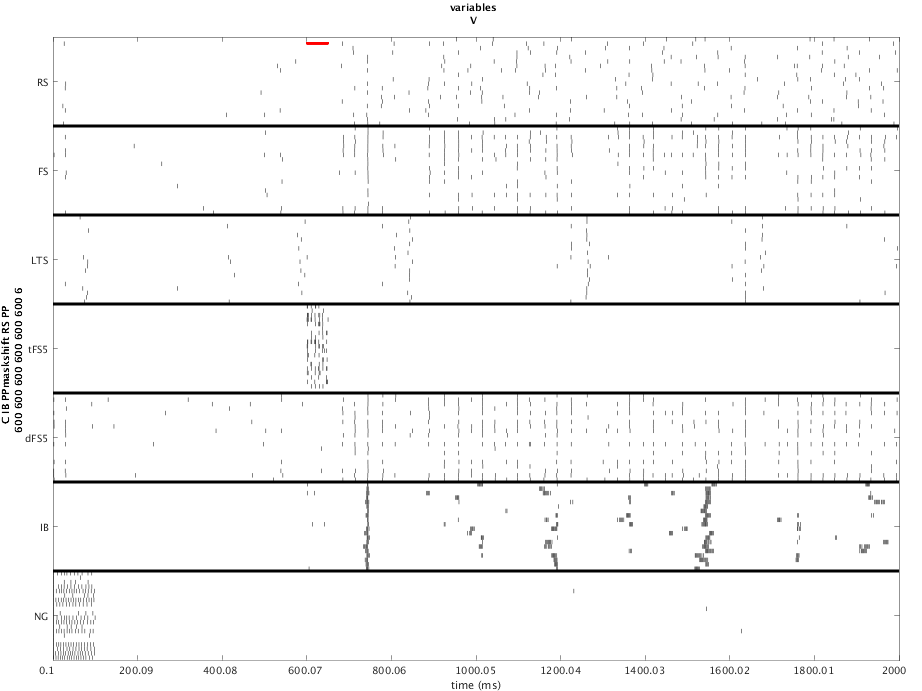 variables
V
RS
FS
LTS
tFS5
dFS5
IB
NG
C IB PPmaskshift RS PP
600 600 600 600 600 600 6
0.1 200.09 400.08 600.07 800.06 1000.05 1200.04 1400.03 1600.02 1800.01 2000
time (ms)